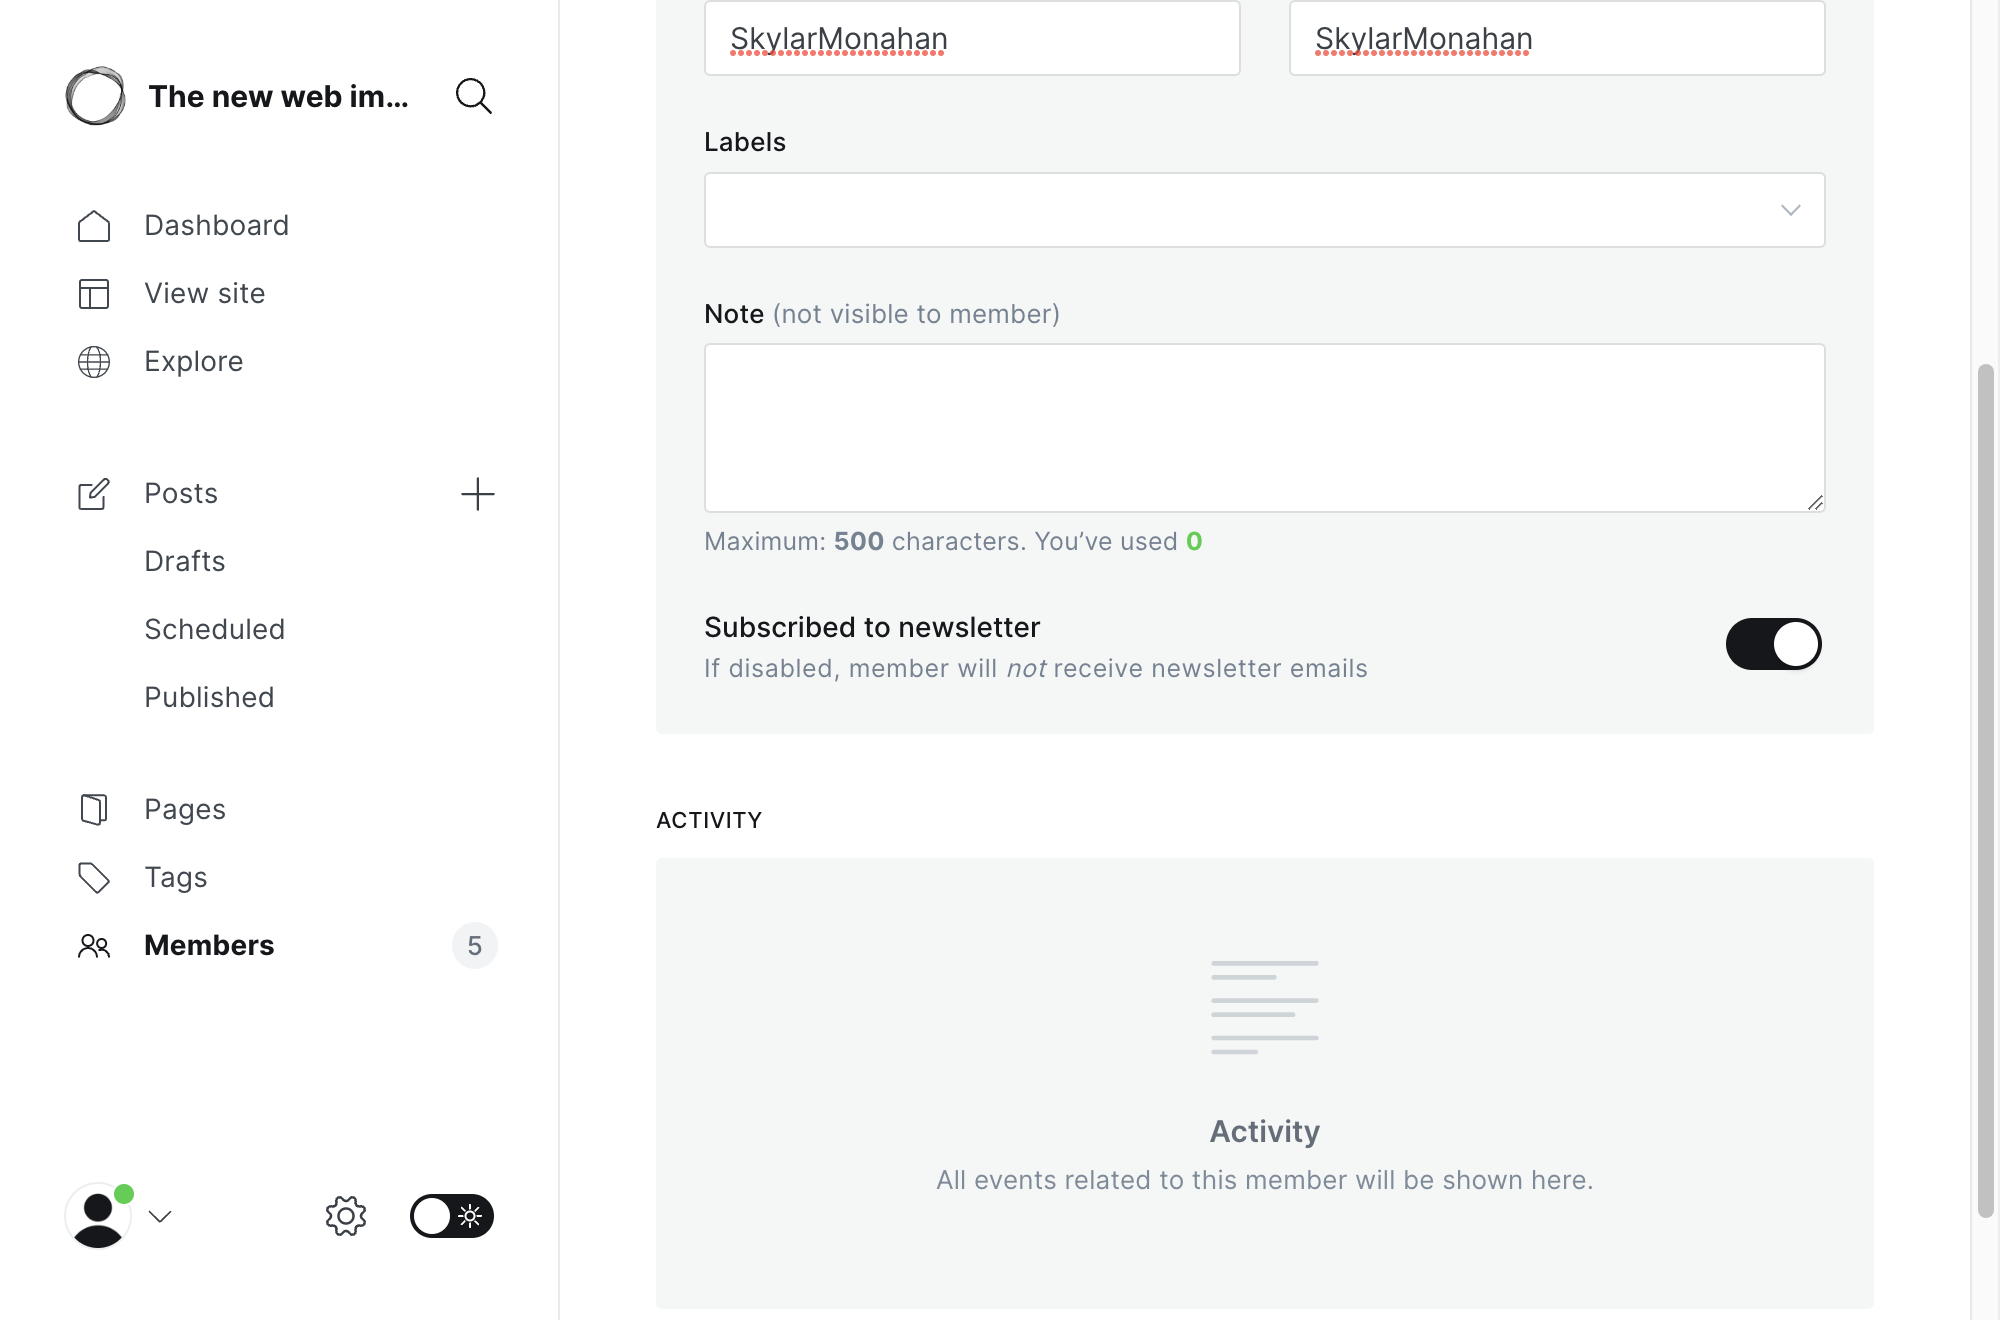 The new web im...
Dashboard
View site
Explore
Posts
Drafts
Scheduled
Published
Pages
Tags
Members 5
SkylarMonahan SkylarMonahan
Labels
Note (not visible to member)
Maximum: 500 characters. You’ve used 0
Subscribed to newsletter
If disabled, member will not receive newsletter emails
ACTIVITY
Activity
All events related to this member will be shown here.